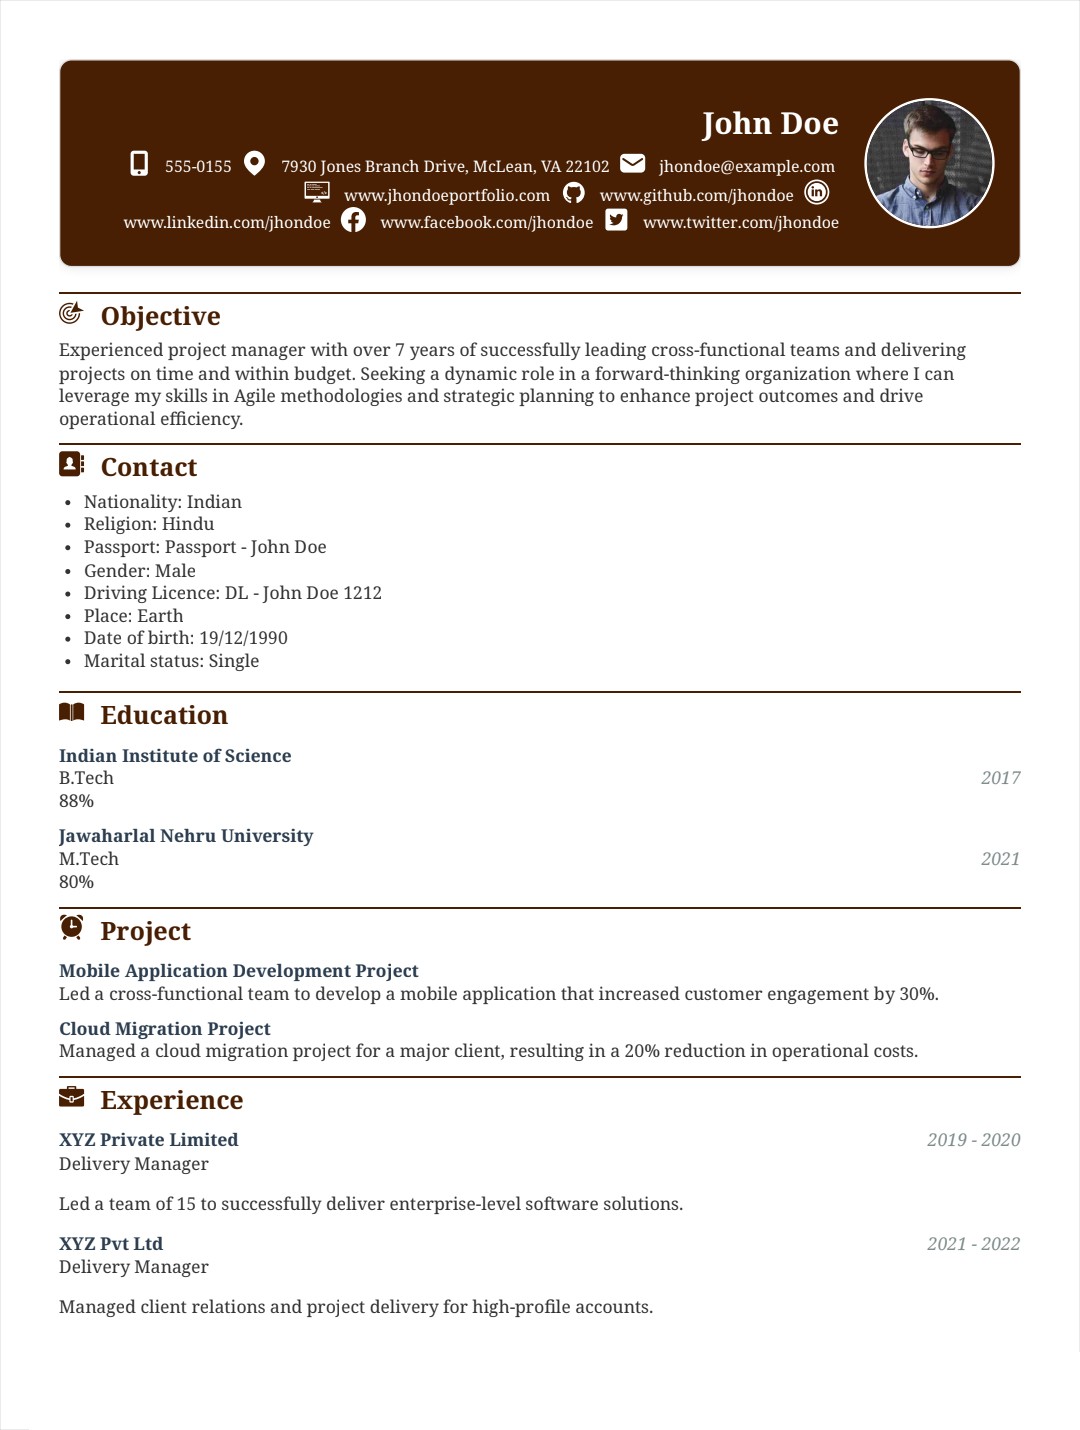 John Doe
555-0155 7930 Jones Branch Drive, McLean, VA 22102 jhondoe@example.com
www.jhondoeportfolio.com www.github.com/jhondoe
www.linkedin.com/jhondoe www.facebook.com/jhondoe www.twitter.com/jhondoe
Objective
Experienced project manager with over 7 years of successfully leading cross-functional teams and delivering
projects on time and within budget. Seeking a dynamic role in a forward-thinking organization where I can
leverage my skills in Agile methodologies and strategic planning to enhance project outcomes and drive
operational efficiency.
Contact
• Nationality: Indian
• Religion: Hindu
• Passport: Passport - John Doe
• Gender: Male
• Driving Licence: DL - John Doe 1212
• Place: Earth
• Date of birth: 19/12/1990
• Marital status: Single
Education
Indian Institute of Science
B.Tech 2017
88%
Jawaharlal Nehru University
M.Tech 2021
80%
Project
Mobile Application Development Project
Led a cross-functional team to develop a mobile application that increased customer engagement by 30%.
Cloud Migration Project
Managed a cloud migration project for a major client, resulting in a 20% reduction in operational costs.
Experience
XYZ Private Limited 2019 - 2020
Delivery Manager
Led a team of 15 to successfully deliver enterprise-level software solutions.
XYZ Pvt Ltd 2021 - 2022
Delivery Manager
Managed client relations and project delivery for high-profile accounts.